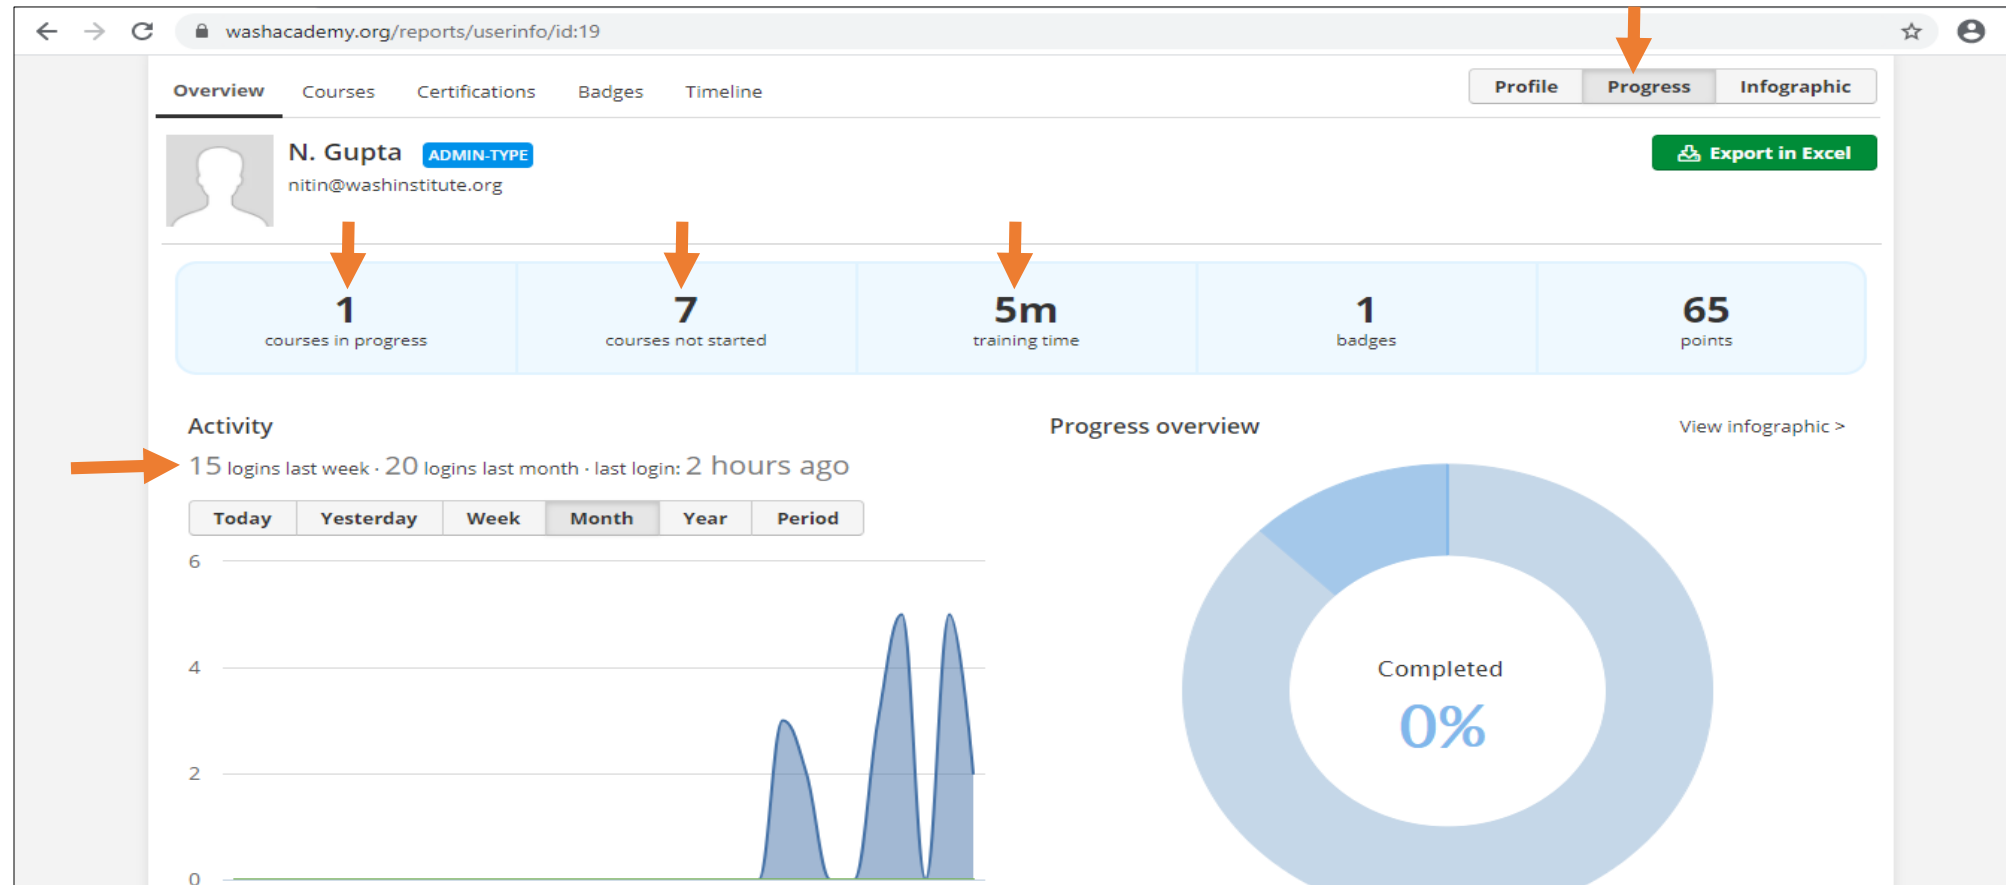 washacademy.org/reports/userinfo/id:19
Overview Courses Certifications Badges Timeline
Profile Progress Infographic
N. Gupta ADMIN-TYPE
Export in Excel
nitin@washinstitute.org
1 7 5m 1 65
courses in progress courses not started training time badges points
Activity
Progress overview View infographic >
15 logins last week · 20 logins last month · last login: 2 hours ago
Today Yesterday Week Month Year Period
6
4
2
0
Completed
0%